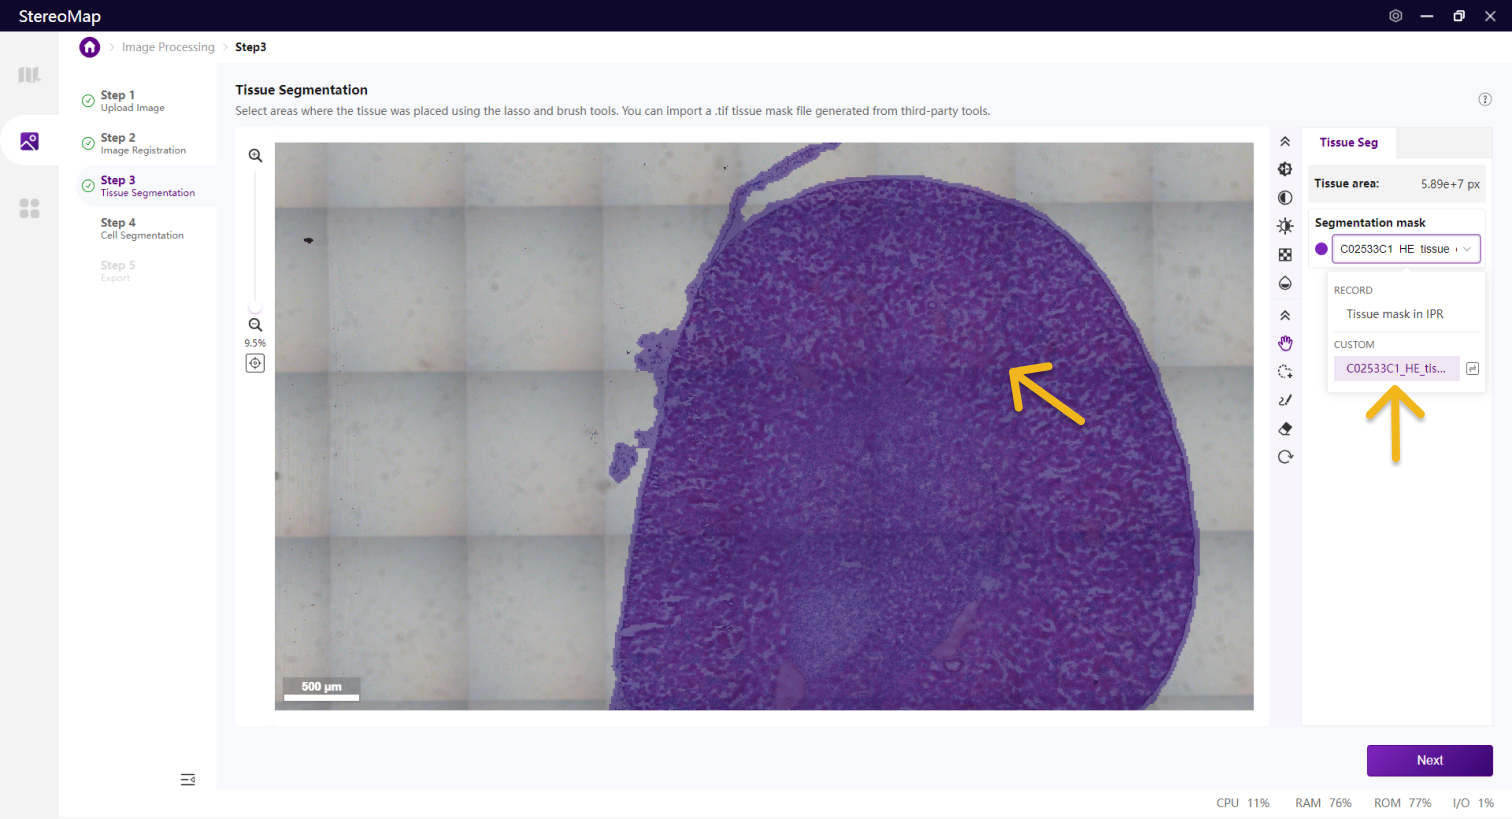 StereoMap
Image Processing
Step3
Step 1
Upload Image
Step 2
Image Registration
Step 3
Tissue Segmentation
Step 4
Cell Segmentation
Step 5
Export
Tissue Segmentation
Select areas where the tissue was placed using the lasso and brush tools. You can import a .tif tissue mask file generated from third-party tools.
9.5%
500 μm
Tissue Seg
Tissue area: 5.89e+7 px
Segmentation mask
C02533C1 HE tissue
RECORD
Tissue mask in IPR
CUSTOM
C02533C1_HE_tis...
Next
CPU 11% RAM 76% ROM 77% I/O 1%